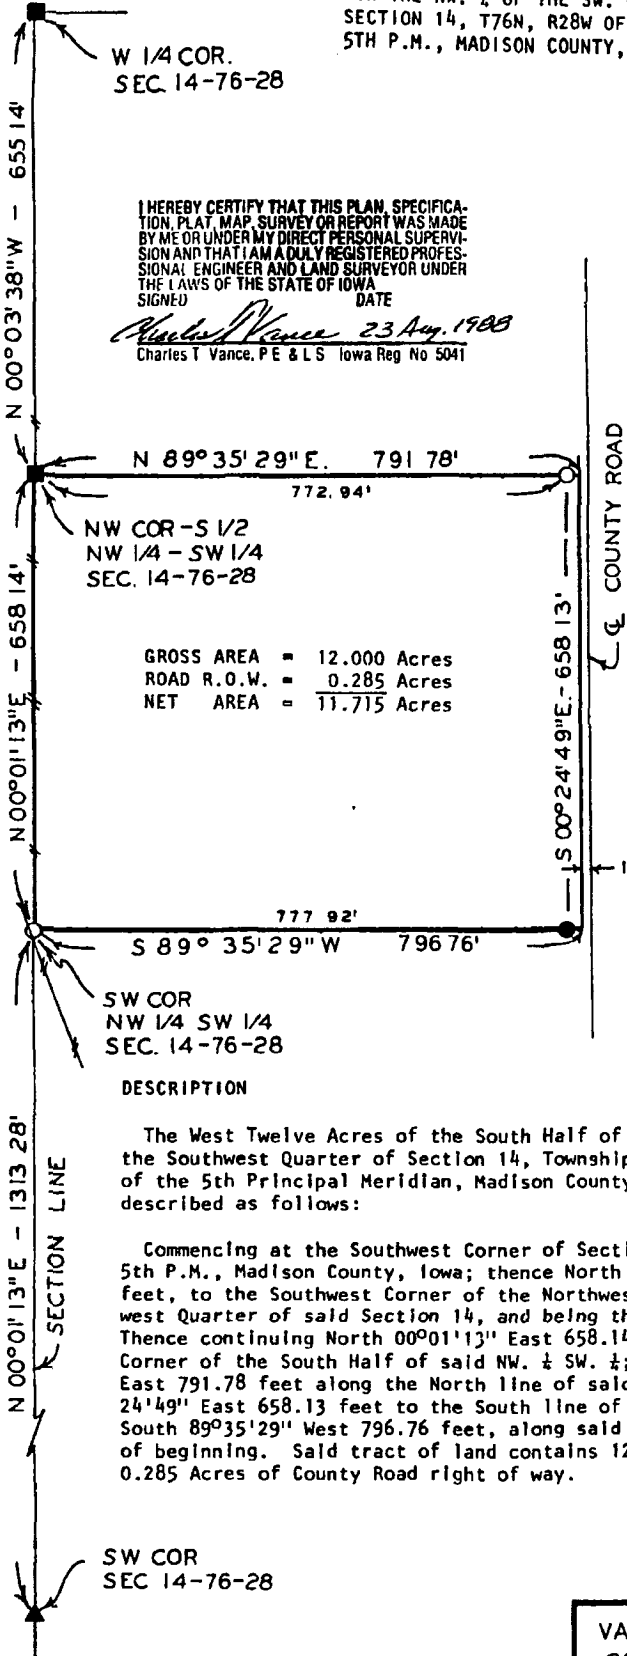 SECTION 14, T76N, R28W OF
5TH P.M., MADISON COUNTY,
W 1/4 COR.
SEC. 14-76-28
N 00° 03' 38" W - 655 14'
I HEREBY CERTIFY THAT THIS PLAN, SPECIFICA-
TION, PLAT, MAP, SURVEY OR REPORT WAS MADE
BY ME OR UNDER MY DIRECT PERSONAL SUPERVI-
SION AND THAT I AM A DULY REGISTERED PROFES-
SIONAL ENGINEER AND LAND SURVEYOR UNDER
THE LAWS OF THE STATE OF IOWA
SIGNED DATE
Charles T Vance 23 Aug. 1988
Charles T Vance, P E & L S Iowa Reg No 5041
N 89° 35' 29" E. 791 78'
772.94'
NW COR - S 1/2
NW 1/4 - SW 1/4
SEC. 14-76-28
℄ COUNTY ROAD
N 00° 01' 13" E - 658 14'
GROSS AREA = 12.000 Acres
ROAD R.O.W. = 0.285 Acres
NET AREA = 11.715 Acres
S 00° 24' 49" E. - 658 13'
777 92'
S 89° 35' 29" W 796 76'
SW COR
NW 1/4 SW 1/4
SEC. 14-76-28
DESCRIPTION
The West Twelve Acres of the South Half of
the Southwest Quarter of Section 14, Township
of the 5th Principal Meridian, Madison County
described as follows:
Commencing at the Southwest Corner of Secti
5th P.M., Madison County, Iowa; thence North
feet, to the Southwest Corner of the Northwes
west Quarter of said Section 14, and being th
Thence continuing North 00°01'13" East 658.14
Corner of the South Half of said NW. ¼ SW. ¼;
East 791.78 feet along the North line of said
24'49" East 658.13 feet to the South line of
South 89°35'29" West 796.76 feet, along said
of beginning. Said tract of land contains 12
0.285 Acres of County Road right of way.
N 00° 01' 13" E - 1313 28'
SECTION LINE
SW COR
SEC 14-76-28
VA